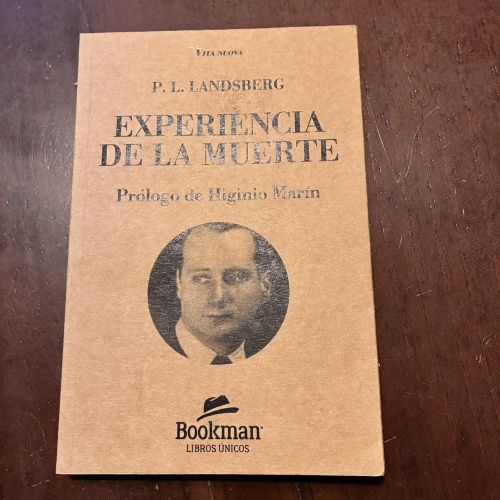 VITA NUOVA
P. L. LANDSBERG
EXPERIENCIA
DE LA MUERTE
Prólogo de Higinio Marín
Bookman®
LIBROS ÚNICOS